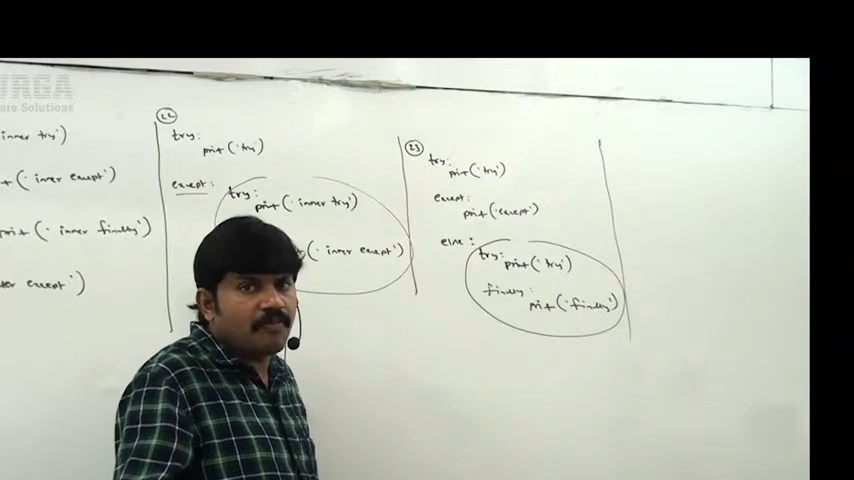 URGA
are Solutions
inner try')
t('inner except')
print('inner finally')
ter except')
22
try:
print('try')
except:
try:
print('inner try')
('inner except')
23
try:
print('try')
except:
print('except')
else:
try:
print('try')
finally:
print('finally')